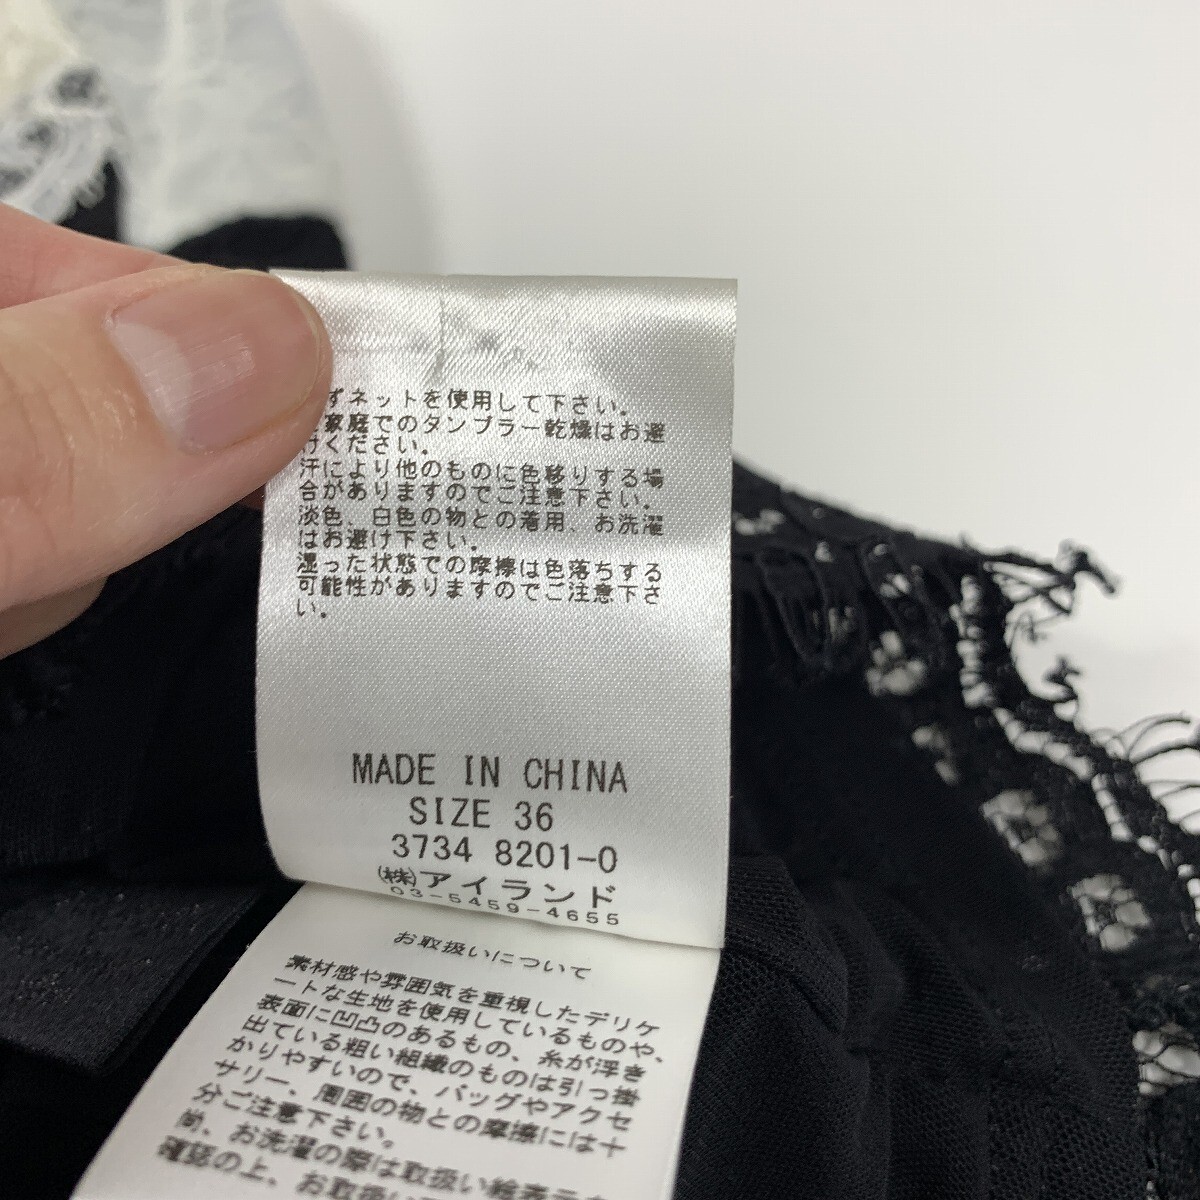 ずネットを使用して下さい。
家庭でのタンブラー乾燥はお避
けください。
汗により他のものに色移りする場
合がありますのでご注意下さい。
淡色、白色の物との着用、お洗濯
はお避け下さい。
湿った状態での摩擦は色落ちする
可能性がありますのでご注意下さ
い。
MADE IN CHINA
SIZE 36
3734 8201-0
㈱アイランド
03-5459-4655
お取扱いについて
素材感や雰囲気を重視したデリケ
ートな生地を使用しているものや、
表面に凹凸のあるもの、糸が浮き
出ている粗い組織のものは引っ掛
かりやすいので、バッグやアクセ
サリー、周囲の物との摩擦には十
分ご注意下さい。
尚、お洗濯の際は取扱い絵表示を
確認の上、お取扱い